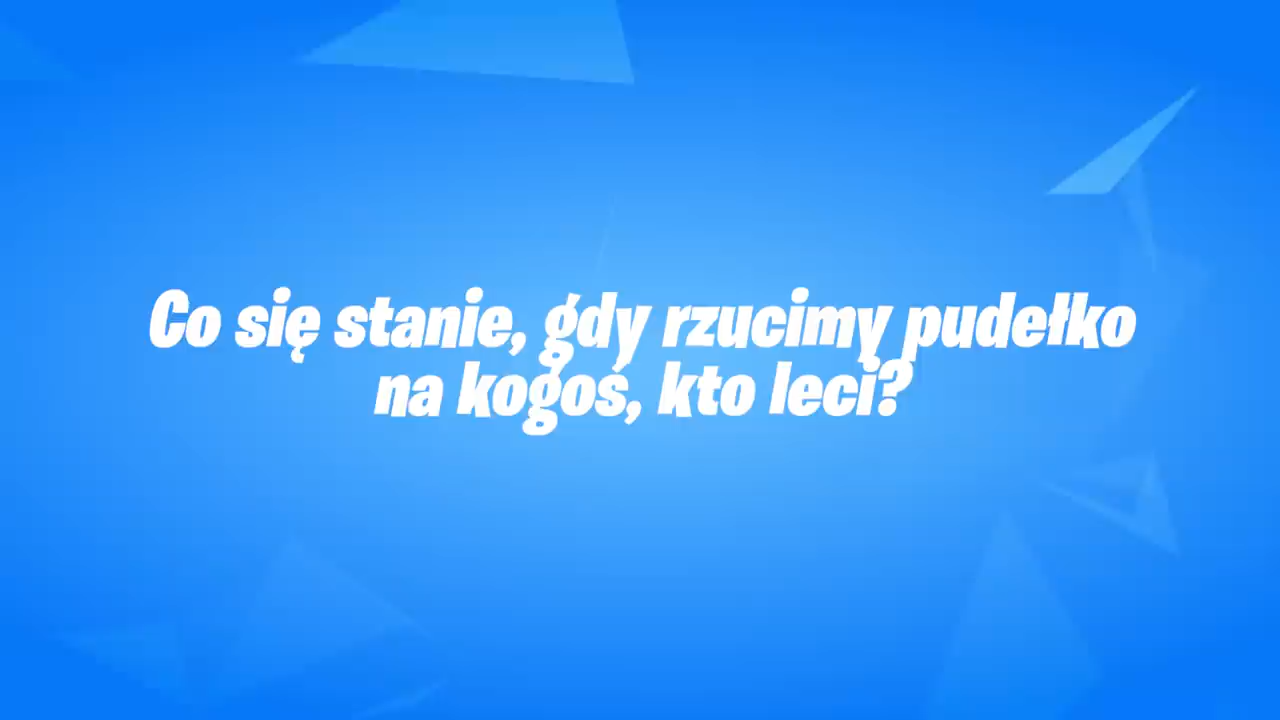 Co się stanie, gdy rzucimy pudełko
na kogoś, kto leci?